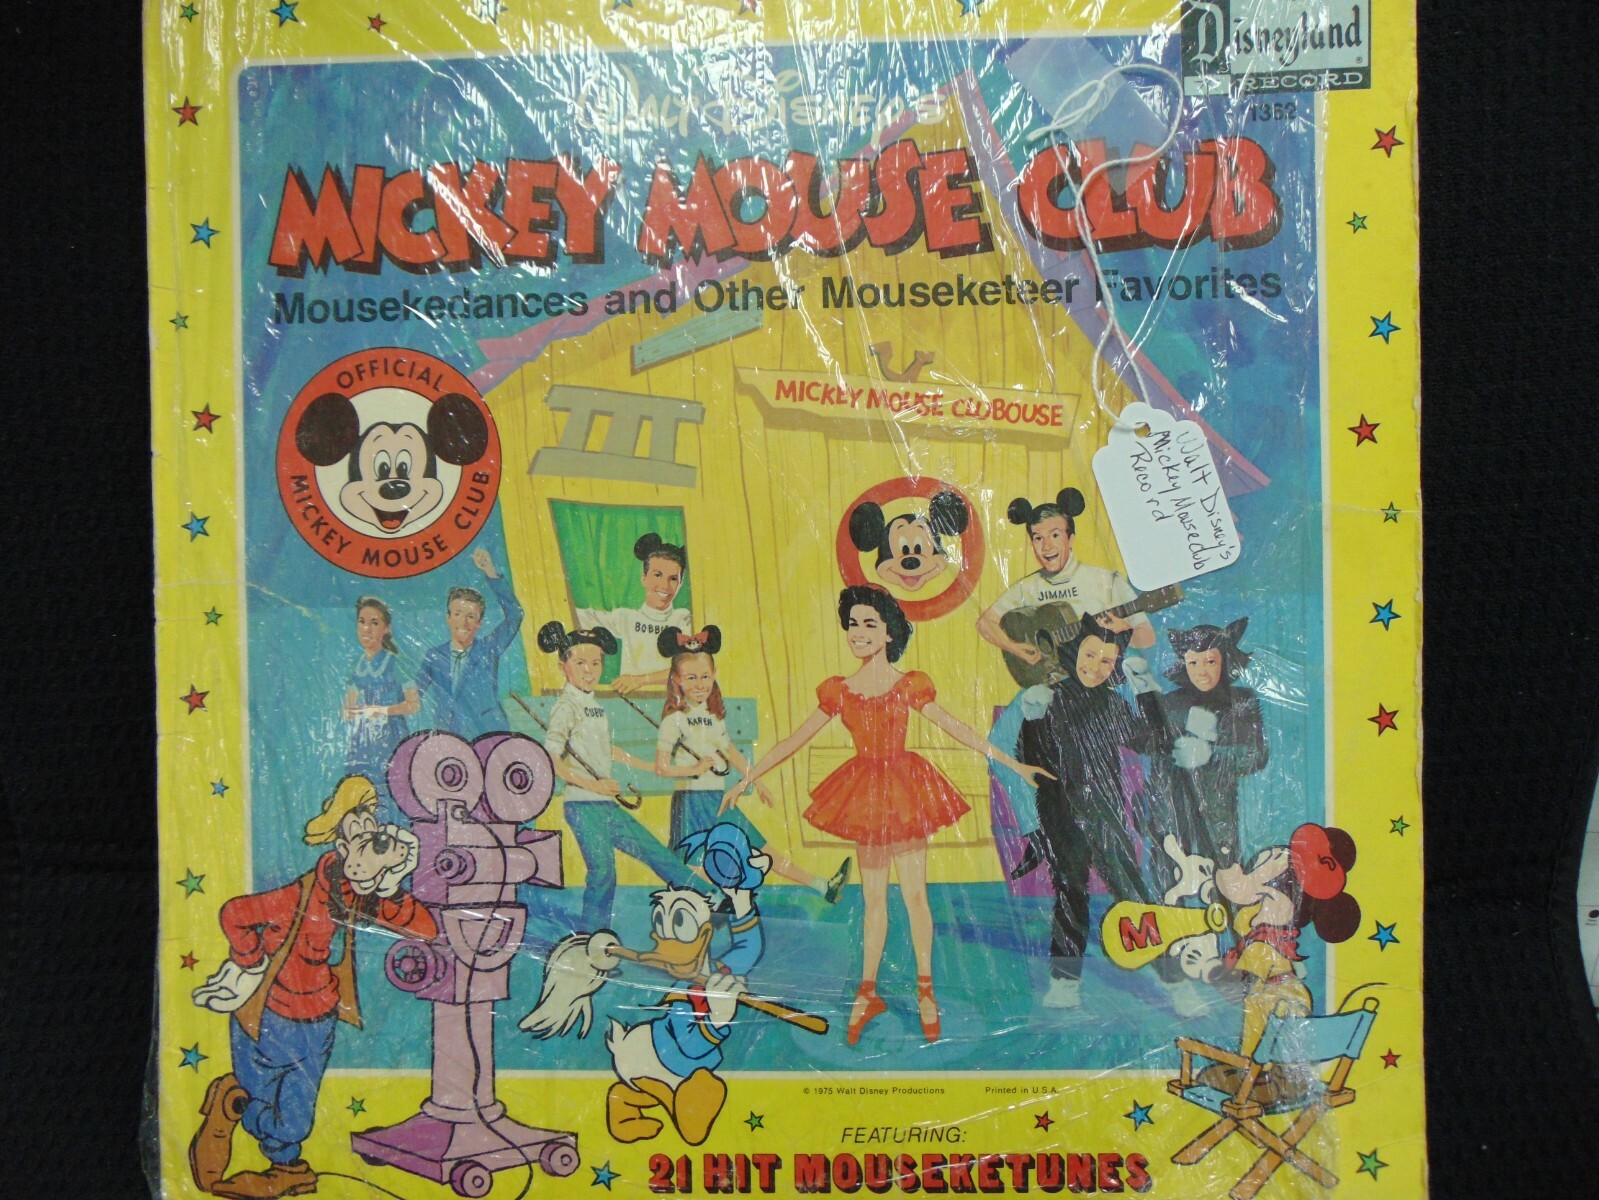 Disneyland
RECORD
1362
Walt Disney's
MICKEY MOUSE CLUB
Mousekedances and Other Mouseketeer Favorites
OFFICIAL
MICKEY MOUSE CLUB
MICKEY MOUSE CLUBOUSE
Walt Disney's
Mickey Mouse club
Record
JIMMIE
BOBBIE
CUBBY
KAREN
M
© 1975 Walt Disney Productions Printed in U.S.A.
FEATURING:
21 HIT MOUSEKETUNES